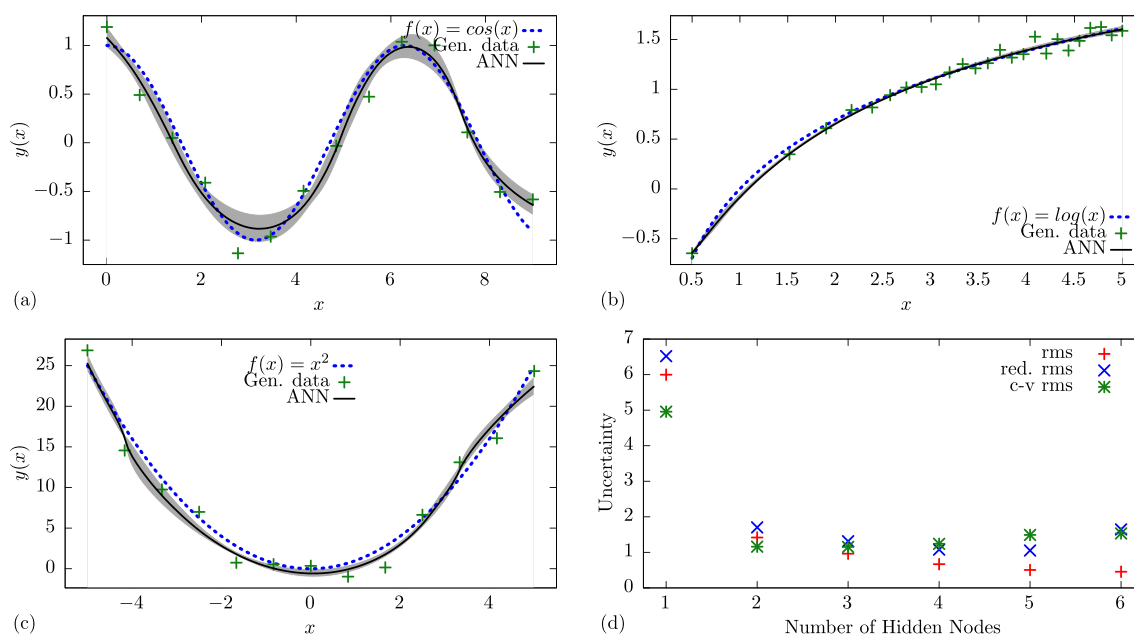 f(x) = cos(x)
Gen. data
ANN
1
0.5
0
−0.5
−1
y(x)
0 2 4 6 8
(a) x
f(x) = log(x)
Gen. data
ANN
1.5
1
0.5
0
−0.5
y(x)
0.5 1 1.5 2 2.5 3 3.5 4 4.5 5
(b) x
f(x) = x²
Gen. data
ANN
25
20
15
10
5
0
y(x)
−4 −2 0 2 4
(c) x
rms
red. rms
c-v rms
7
6
5
4
3
2
1
0
Uncertainty
1 2 3 4 5 6
(d) Number of Hidden Nodes